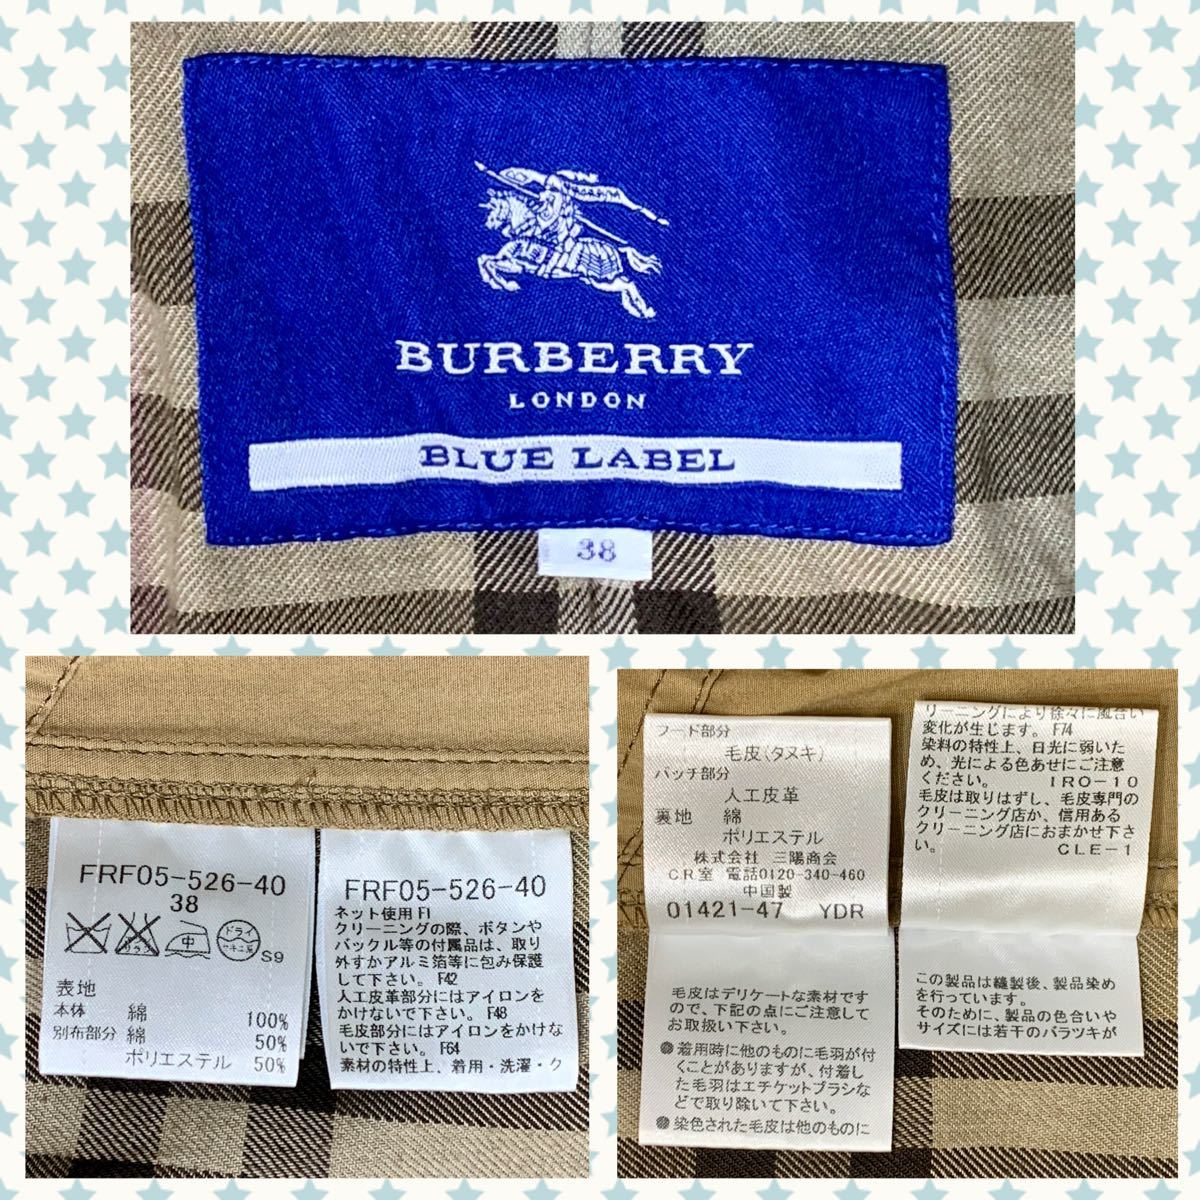 BURBERRY
LONDON
BLUE LABEL
38
FRF05-526-40
38
エンソ
サラシ
中
ドライ
セキユ系
S9
表地
本体 綿 100%
別布部分 綿 50%
ポリエステル 50%
FRF05-526-40
ネット使用 F1
クリーニングの際、ボタンや
バックル等の付属品は、取り
外すかアルミ箔等に包み保護
して下さい。 F42
人工皮革部分にはアイロンを
かけないで下さい。 F48
毛皮部分にはアイロンをかけな
いで下さい。 F64
素材の特性上、着用・洗濯・ク
フード部分
毛皮(タヌキ)
パッチ部分
人工皮革
裏地 綿
ポリエステル
株式会社 三陽商会
C.R室 電話0120-340-460
中国製
01421-47 YDR
毛皮はデリケートな素材です
ので、下記の点にご注意して
お取扱い下さい。
●着用時に他のものに毛羽が付
くことがありますが、付着し
た毛羽はエチケットブラシな
どで取り除いて下さい。
●染色された毛皮は他のものに
リーニングにより徐々に風合い
変化が生じます。 F74
染料の特性上、日光に弱いた
め、光による色あせにご注意
ください。 IRO-10
毛皮は取りはずし、毛皮専門の
クリーニング店か、信用ある
クリーニング店におまかせ下さ
い。 CLE-1
この製品は縫製後、製品染め
を行っています。
そのために、製品の色合いや
サイズには若干のバラツキが